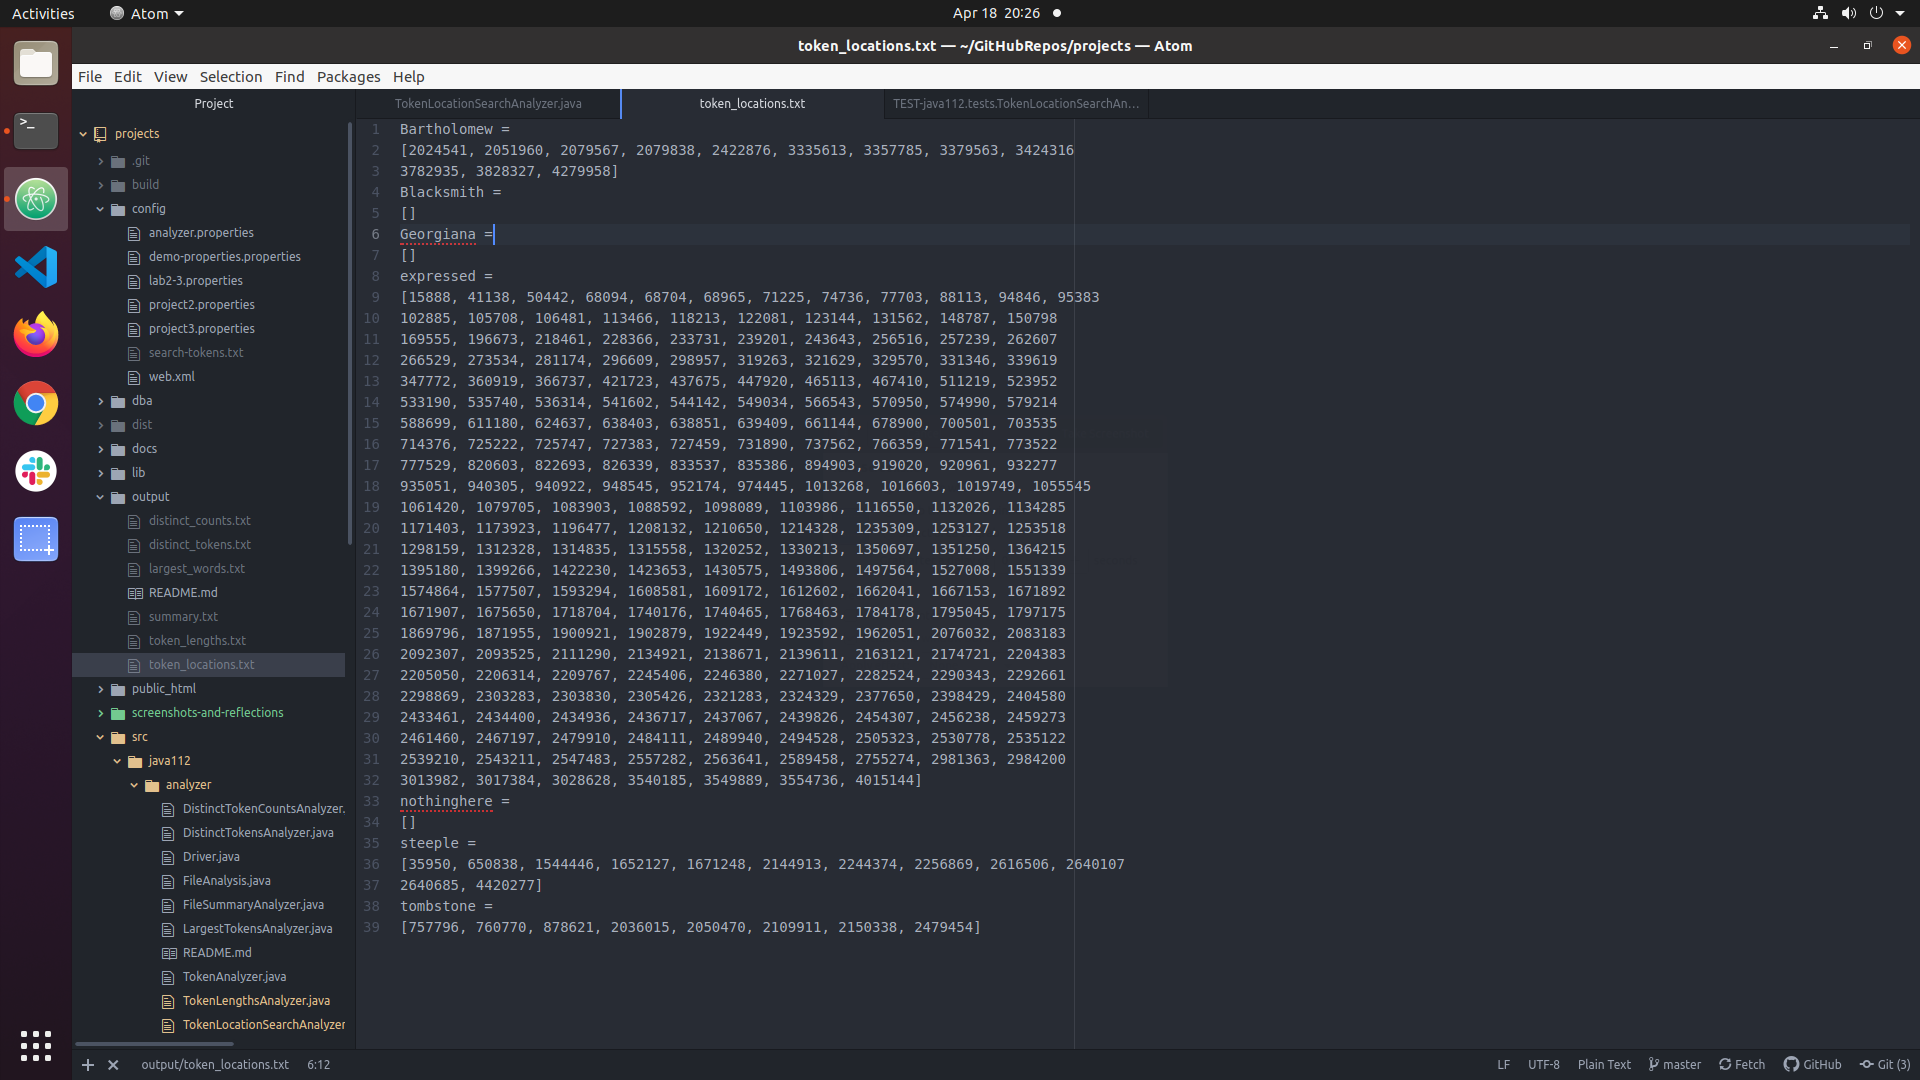 Activities
Atom
Apr 18 20:26
token_locations.txt — ~/GitHubRepos/projects — Atom
File Edit View Selection Find Packages Help
Project
projects
.git
build
config
analyzer.properties
demo-properties.properties
lab2-3.properties
project2.properties
project3.properties
search-tokens.txt
web.xml
dba
dist
docs
lib
output
distinct_counts.txt
distinct_tokens.txt
largest_words.txt
README.md
summary.txt
token_lengths.txt
token_locations.txt
public_html
screenshots-and-reflections
src
java112
analyzer
DistinctTokenCountsAnalyzer.
DistinctTokensAnalyzer.java
Driver.java
FileAnalysis.java
FileSummaryAnalyzer.java
LargestTokensAnalyzer.java
README.md
TokenAnalyzer.java
TokenLengthsAnalyzer.java
TokenLocationSearchAnalyzer
TokenLocationSearchAnalyzer.java
token_locations.txt
TEST-java112.tests.TokenLocationSearchAn...
1 Bartholomew =
2 [2024541, 2051960, 2079567, 2079838, 2422876, 3335613, 3357785, 3379563, 3424316
3 3782935, 3828327, 4279958]
4 Blacksmith =
5 []
6 Georgiana =
7 []
8 expressed =
9 [15888, 41138, 50442, 68094, 68704, 68965, 71225, 74736, 77703, 88113, 94846, 95383
10 102885, 105708, 106481, 113466, 118213, 122081, 123144, 131562, 148787, 150798
11 169555, 196673, 218461, 228366, 233731, 239201, 243643, 256516, 257239, 262607
12 266529, 273534, 281174, 296609, 298957, 319263, 321629, 329570, 331346, 339619
13 347772, 360919, 366737, 421723, 437675, 447920, 465113, 467410, 511219, 523952
14 533190, 535740, 536314, 541602, 544142, 549034, 566543, 570950, 574990, 579214
15 588699, 611180, 624637, 638403, 638851, 639409, 661144, 678900, 700501, 703535
16 714376, 725222, 725747, 727383, 727459, 731890, 737562, 766359, 771541, 773522
17 777529, 820603, 822693, 826339, 833537, 835386, 894903, 919020, 920961, 932277
18 935051, 940305, 940922, 948545, 952174, 974445, 1013268, 1016603, 1019749, 1055545
19 1061420, 1079705, 1083903, 1088592, 1098089, 1103986, 1116550, 1132026, 1134285
20 1171403, 1173923, 1196477, 1208132, 1210650, 1214328, 1235309, 1253127, 1253518
21 1298159, 1312328, 1314835, 1315558, 1320252, 1330213, 1350697, 1351250, 1364215
22 1395180, 1399266, 1422230, 1423653, 1430575, 1493806, 1497564, 1527008, 1551339
23 1574864, 1577507, 1593294, 1608581, 1609172, 1612602, 1662041, 1667153, 1671892
24 1671907, 1675650, 1718704, 1740176, 1740465, 1768463, 1784178, 1795045, 1797175
25 1869796, 1871955, 1900921, 1902879, 1922449, 1923592, 1962051, 2076032, 2083183
26 2092307, 2093525, 2111290, 2134921, 2138671, 2139611, 2163121, 2174721, 2204383
27 2205050, 2206314, 2209767, 2245406, 2246380, 2271027, 2282524, 2290343, 2292661
28 2298869, 2303283, 2303830, 2305426, 2321283, 2324329, 2377650, 2398429, 2404580
29 2433461, 2434400, 2434936, 2436717, 2437067, 2439826, 2454307, 2456238, 2459273
30 2461460, 2467197, 2479910, 2484111, 2489940, 2494528, 2505323, 2530778, 2535122
31 2539210, 2543211, 2547483, 2557282, 2563641, 2589458, 2755274, 2981363, 2984200
32 3013982, 3017384, 3028628, 3540185, 3549889, 3554736, 4015144]
33 nothinghere =
34 []
35 steeple =
36 [35950, 650838, 1544446, 1652127, 1671248, 2144913, 2244374, 2256869, 2616506, 2640107
37 2640685, 4420277]
38 tombstone =
39 [757796, 760770, 878621, 2036015, 2050470, 2109911, 2150338, 2479454]
output/token_locations.txt 6:12
LF UTF-8 Plain Text master Fetch GitHub Git (3)